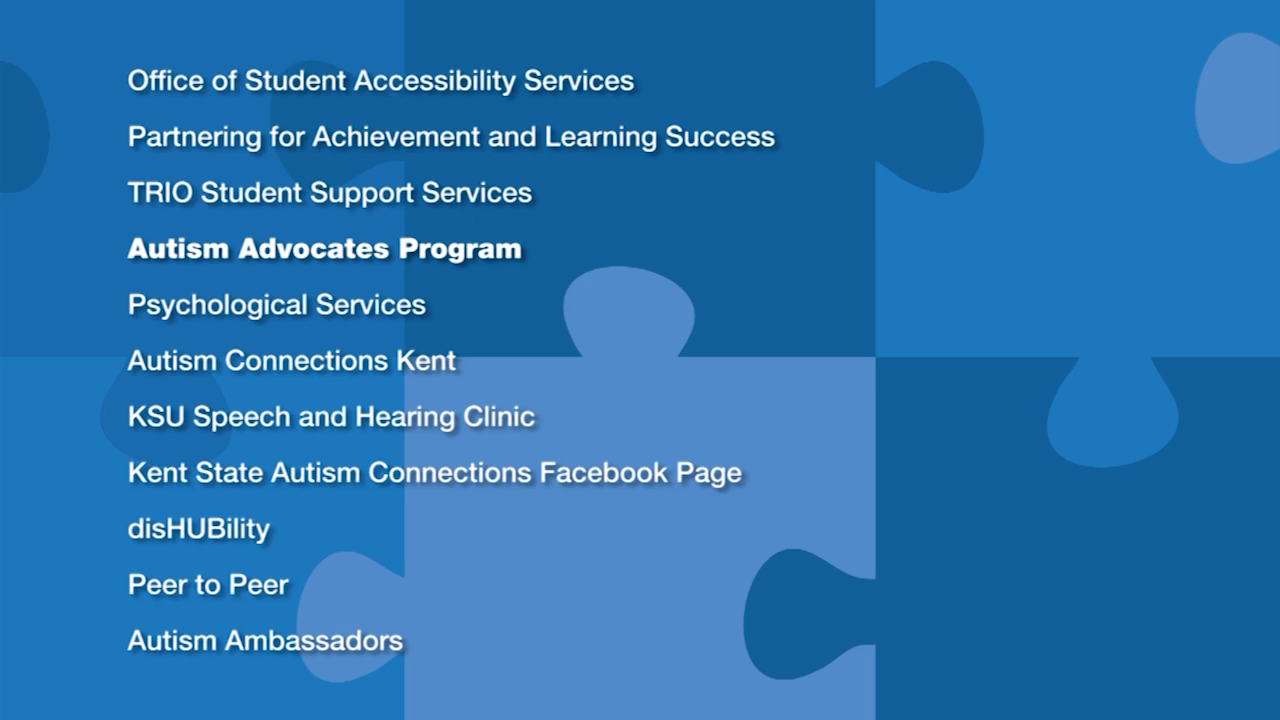 Office of Student Accessibility Services
Partnering for Achievement and Learning Success
TRIO Student Support Services
Autism Advocates Program
Psychological Services
Autism Connections Kent
KSU Speech and Hearing Clinic
Kent State Autism Connections Facebook Page
disHUBility
Peer to Peer
Autism Ambassadors